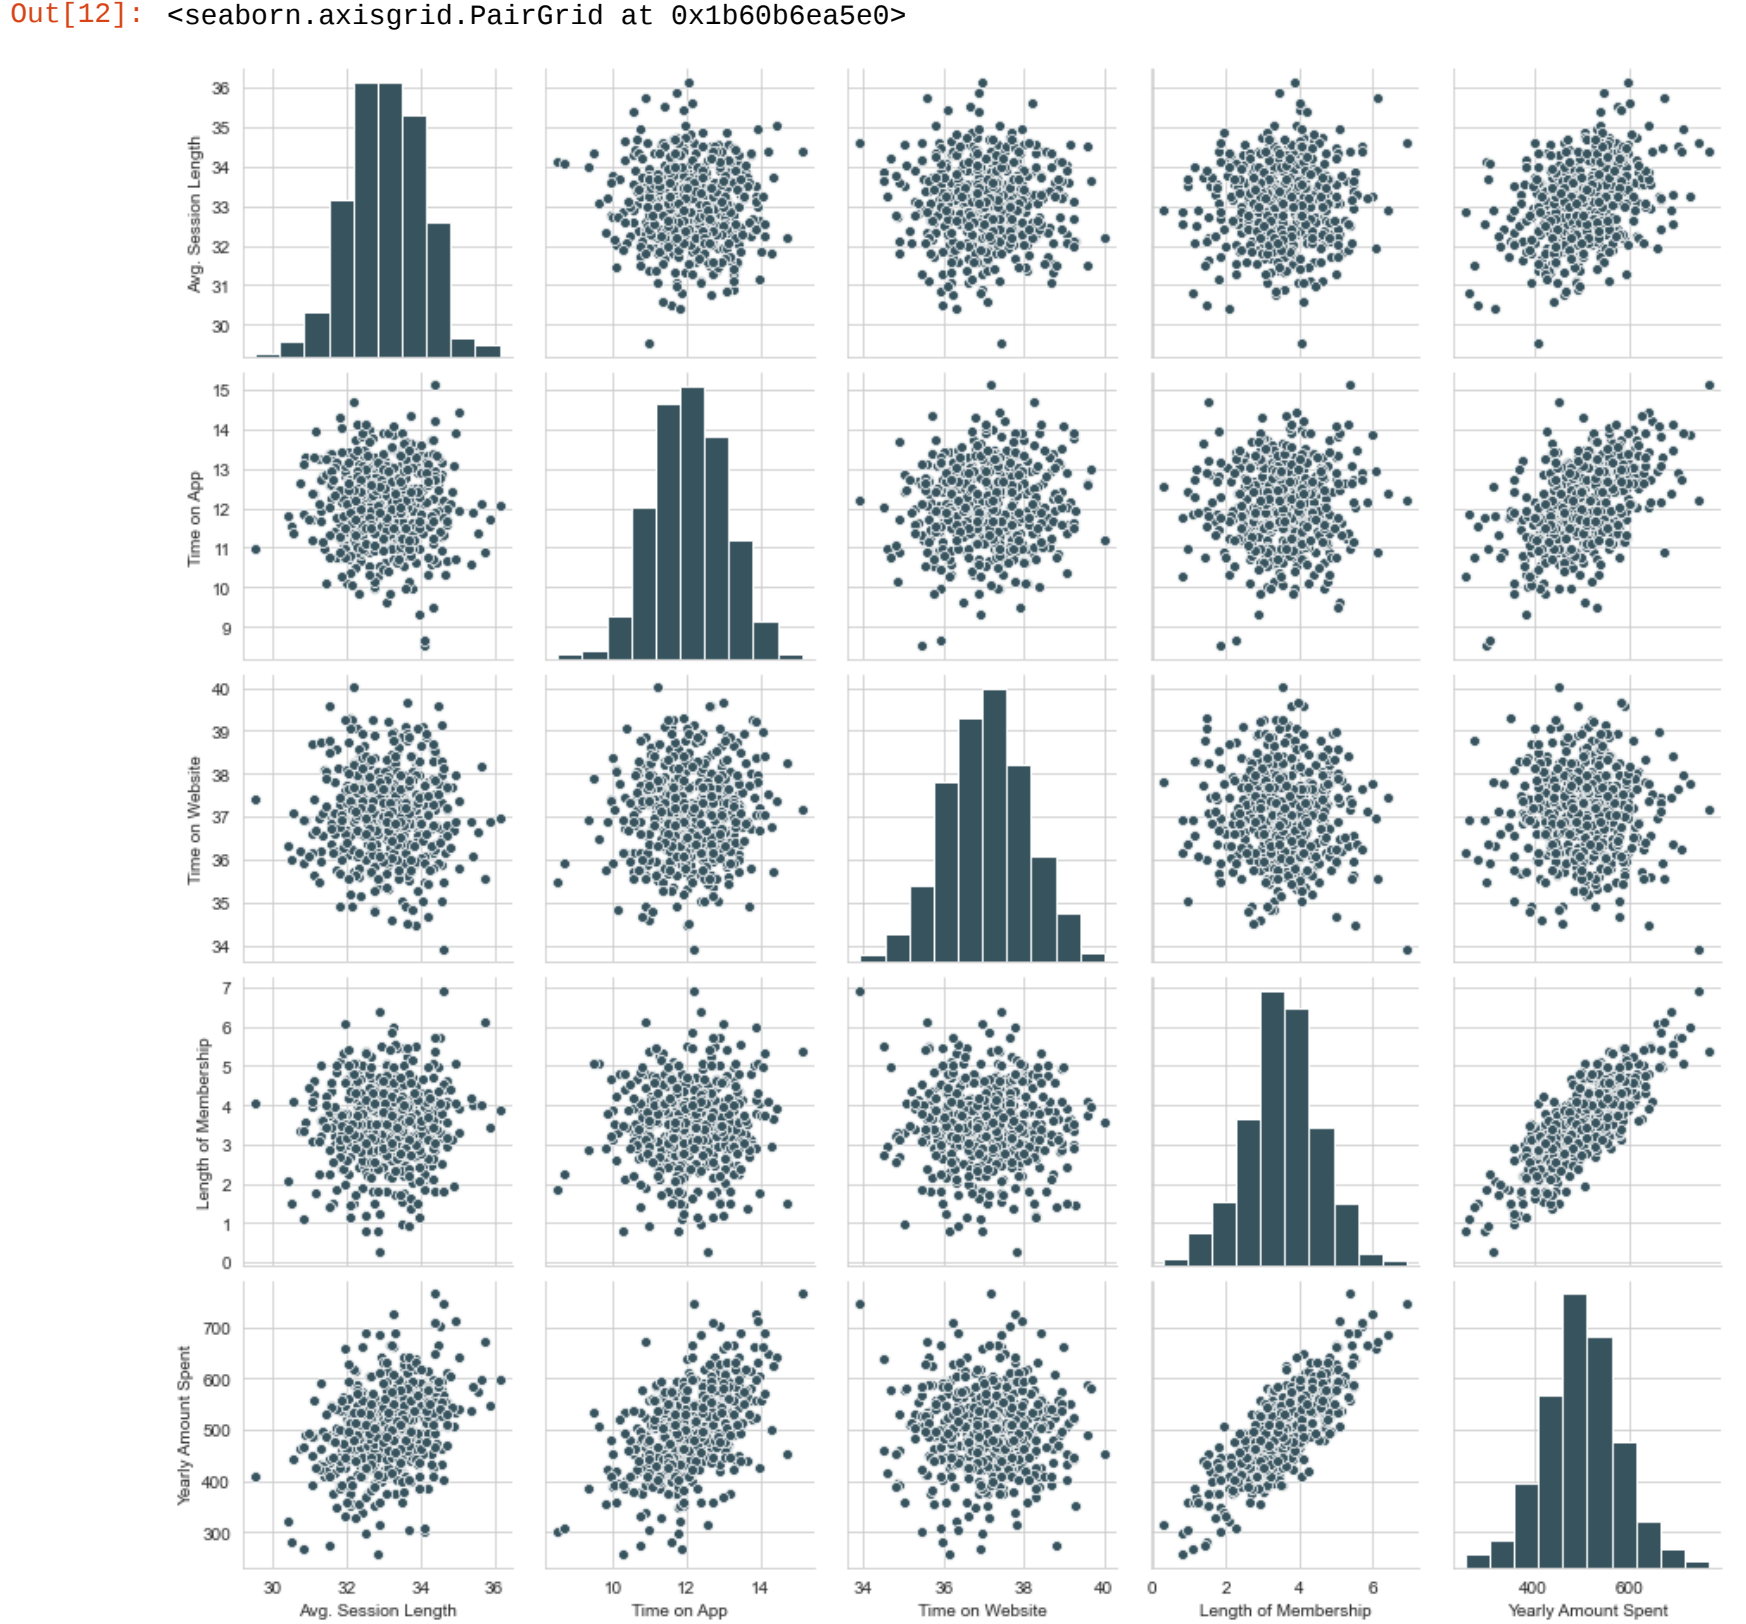 Out[12]: <seaborn.axisgrid.PairGrid at 0x1b60b6ea5e0>
Avg. Session Length
36
35
34
33
32
31
30
Time on App
15
14
13
12
11
10
9
Time on Website
40
39
38
37
36
35
34
Length of Membership
7
6
5
4
3
2
1
0
Yearly Amount Spent
700
600
500
400
300
30 32 34 36
10 12 14
34 36 38 40
0 2 4 6
400 600
Avg. Session Length
Time on App
Time on Website
Length of Membership
Yearly Amount Spent